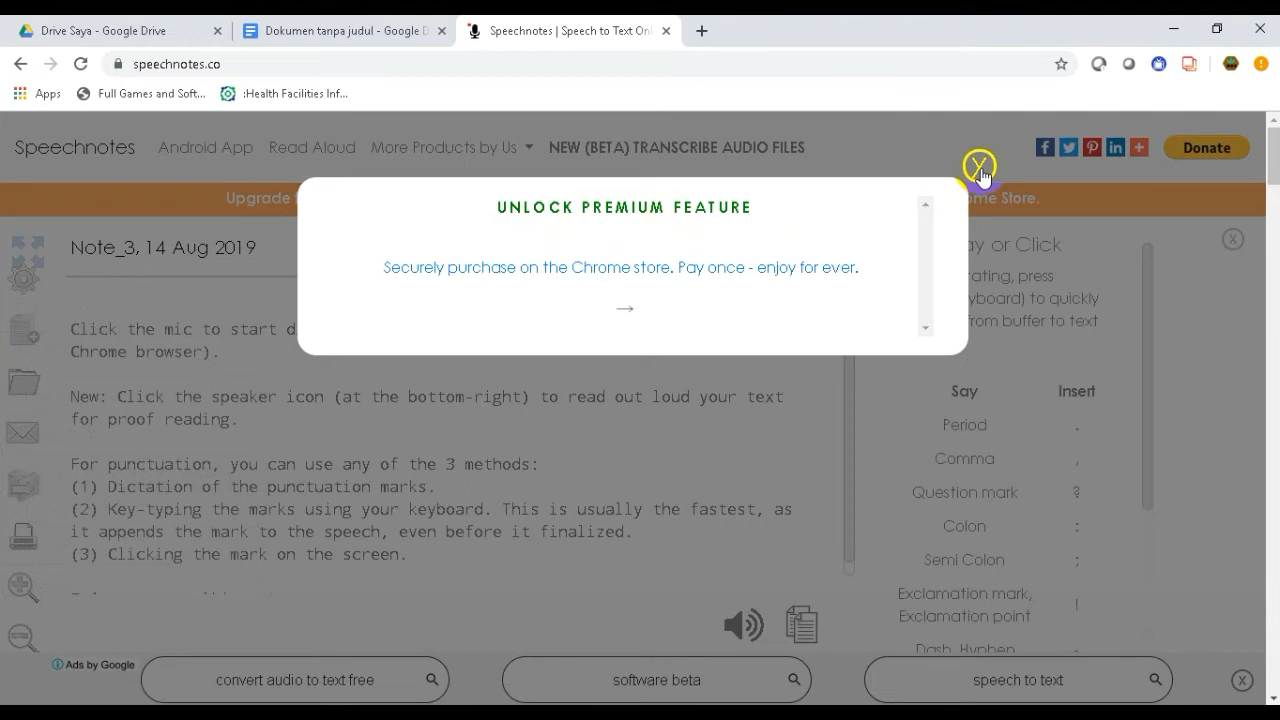 Drive Saya - Google Drive
Dokumen tanpa judul - Google D
Speechnotes | Speech to Text Onl
speechnotes.co
Apps
Full Games and Soft...
:Health Facilities Inf...
Speechnotes
Android App
Read Aloud
More Products by Us
NEW (BETA) TRANSCRIBE AUDIO FILES
Donate
Upgrade
me Store.
UNLOCK PREMIUM FEATURE
Securely purchase on the Chrome store. Pay once - enjoy for ever.
→
Note_3, 14 Aug 2019
Click the mic to start d
Chrome browser).
New: Click the speaker icon (at the bottom-right) to read out loud your text
for proof reading.
For punctuation, you can use any of the 3 methods:
(1) Dictation of the punctuation marks.
(2) Key-typing the marks using your keyboard. This is usually the fastest, as
it appends the mark to the speech, even before it finalized.
(3) Clicking the mark on the screen.
ay or Click
ating, press
yboard) to quickly
from buffer to text
Say Insert
Period .
Comma ,
Question mark ?
Colon :
Semi Colon ;
Exclamation mark,
Exclamation point !
Dash, Hyphen -
Ads by Google
convert audio to text free
software beta
speech to text